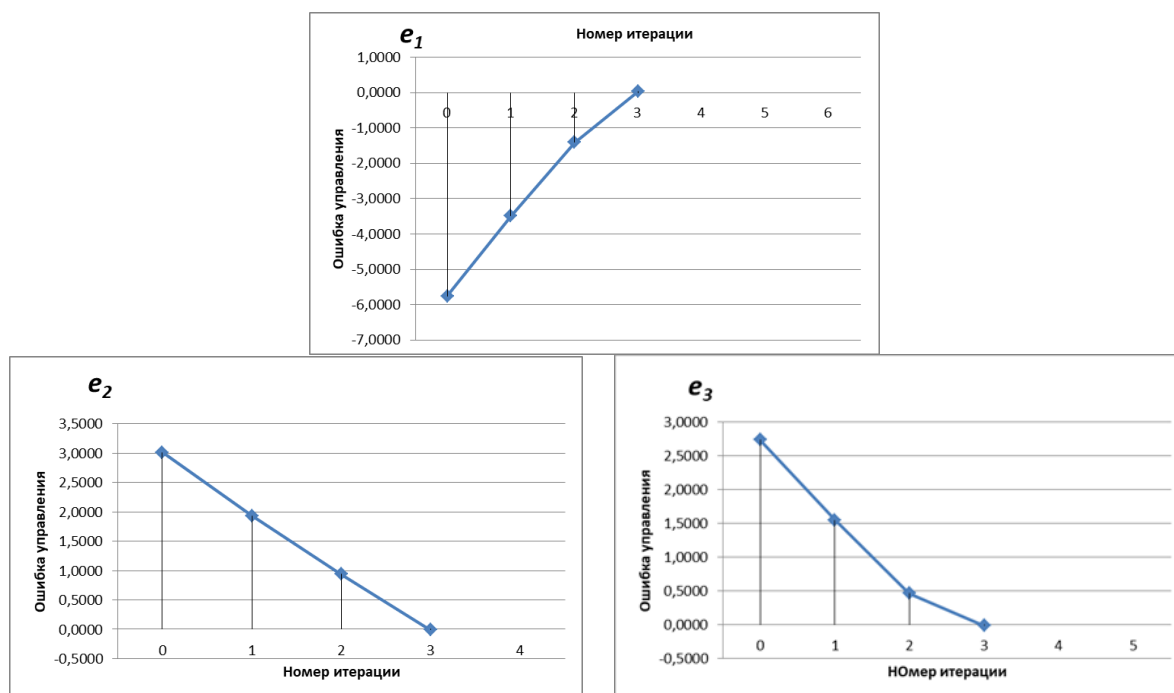 e1
Номер итерации
Ошибка управления
1,0000
0,0000
-1,0000
-2,0000
-3,0000
-4,0000
-5,0000
-6,0000
-7,0000
0 1 2 3 4 5 6
e2
Ошибка управления
3,5000
3,0000
2,5000
2,0000
1,5000
1,0000
0,5000
0,0000
-0,5000
0 1 2 3 4
Номер итерации
e3
Ошибка управления
3,0000
2,5000
2,0000
1,5000
1,0000
0,5000
0,0000
-0,5000
0 1 2 3 4 5
НОмер итерации